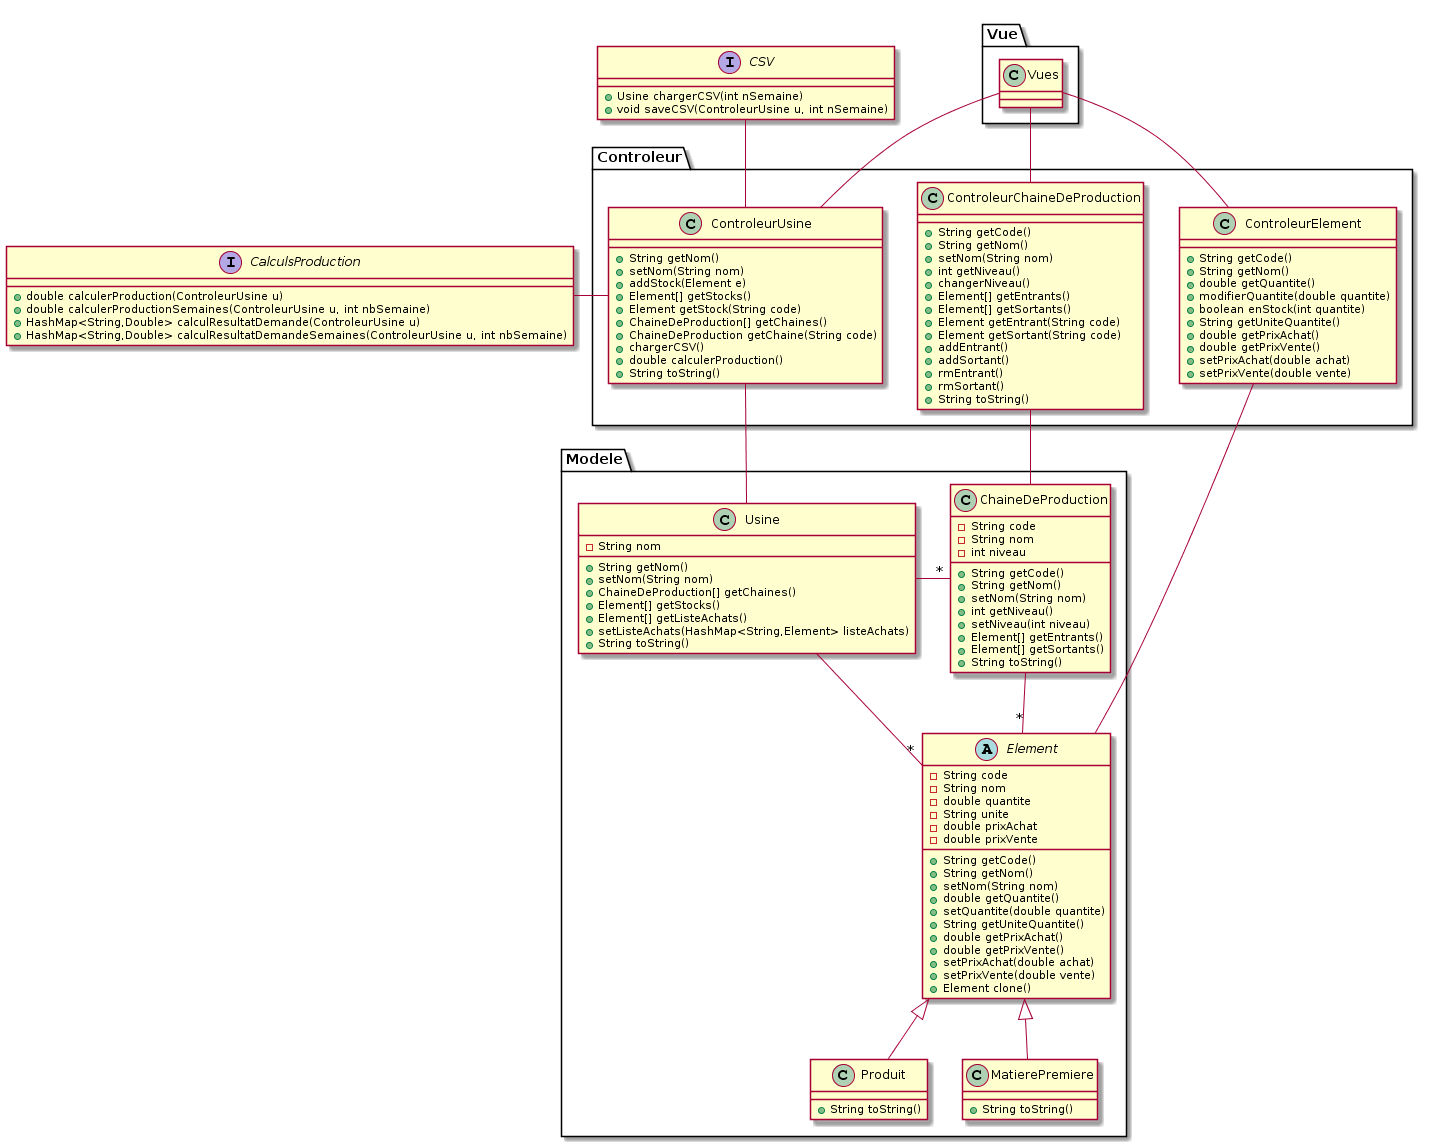 Vue
C Vues
I CSV
Usine chargerCSV(int nSemaine)
void saveCSV(ControleurUsine u, int nSemaine)
Controleur
I CalculsProduction
double calculerProduction(ControleurUsine u)
double calculerProductionSemaines(ControleurUsine u, int nbSemaine)
HashMap<String,Double> calculResultatDemande(ControleurUsine u)
HashMap<String,Double> calculResultatDemandeSemaines(ControleurUsine u, int nbSemaine)
C ControleurUsine
String getNom()
setNom(String nom)
addStock(Element e)
Element[] getStocks()
Element getStock(String code)
ChaineDeProduction[] getChaines()
ChaineDeProduction getChaine(String code)
chargerCSV()
double calculerProduction()
String toString()
C ControleurChaineDeProduction
String getCode()
String getNom()
setNom(String nom)
int getNiveau()
changerNiveau()
Element[] getEntrants()
Element[] getSortants()
Element getEntrant(String code)
Element getSortant(String code)
addEntrant()
addSortant()
rmEntrant()
rmSortant()
String toString()
C ControleurElement
String getCode()
String getNom()
double getQuantite()
modifierQuantite(double quantite)
boolean enStock(int quantite)
String getUniteQuantite()
double getPrixAchat()
double getPrixVente()
setPrixAchat(double achat)
setPrixVente(double vente)
Modele
C Usine
String nom
String getNom()
setNom(String nom)
ChaineDeProduction[] getChaines()
Element[] getStocks()
Element[] getListeAchats()
setListeAchats(HashMap<String,Element> listeAchats)
String toString()
*
C ChaineDeProduction
String code
String nom
int niveau
String getCode()
String getNom()
setNom(String nom)
int getNiveau()
setNiveau(int niveau)
Element[] getEntrants()
Element[] getSortants()
String toString()
*
*
A Element
String code
String nom
double quantite
String unite
double prixAchat
double prixVente
String getCode()
String getNom()
setNom(String nom)
double getQuantite()
setQuantite(double quantite)
String getUniteQuantite()
double getPrixAchat()
double getPrixVente()
setPrixAchat(double achat)
setPrixVente(double vente)
Element clone()
C Produit
String toString()
C MatierePremiere
String toString()